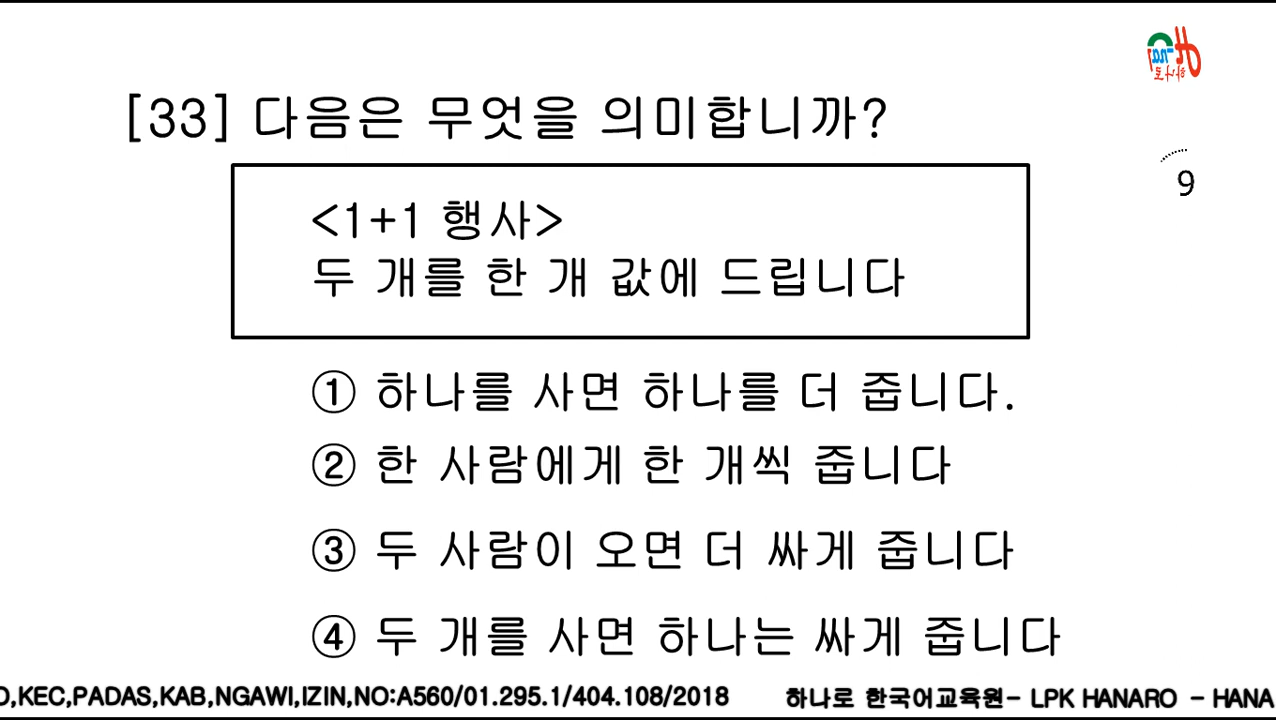 [33] 다음은 무엇을 의미합니까?
9
<1+1 행사>
두 개를 한 개 값에 드립니다
① 하나를 사면 하나를 더 줍니다.
② 한 사람에게 한 개씩 줍니다
③ 두 사람이 오면 더 싸게 줍니다
④ 두 개를 사면 하나는 싸게 줍니다
,KEC,PADAS,KAB,NGAWI,IZIN,NO:A560/01.295.1/404.108/2018 하나로 한국어교육원- LPK HANARO - HANA